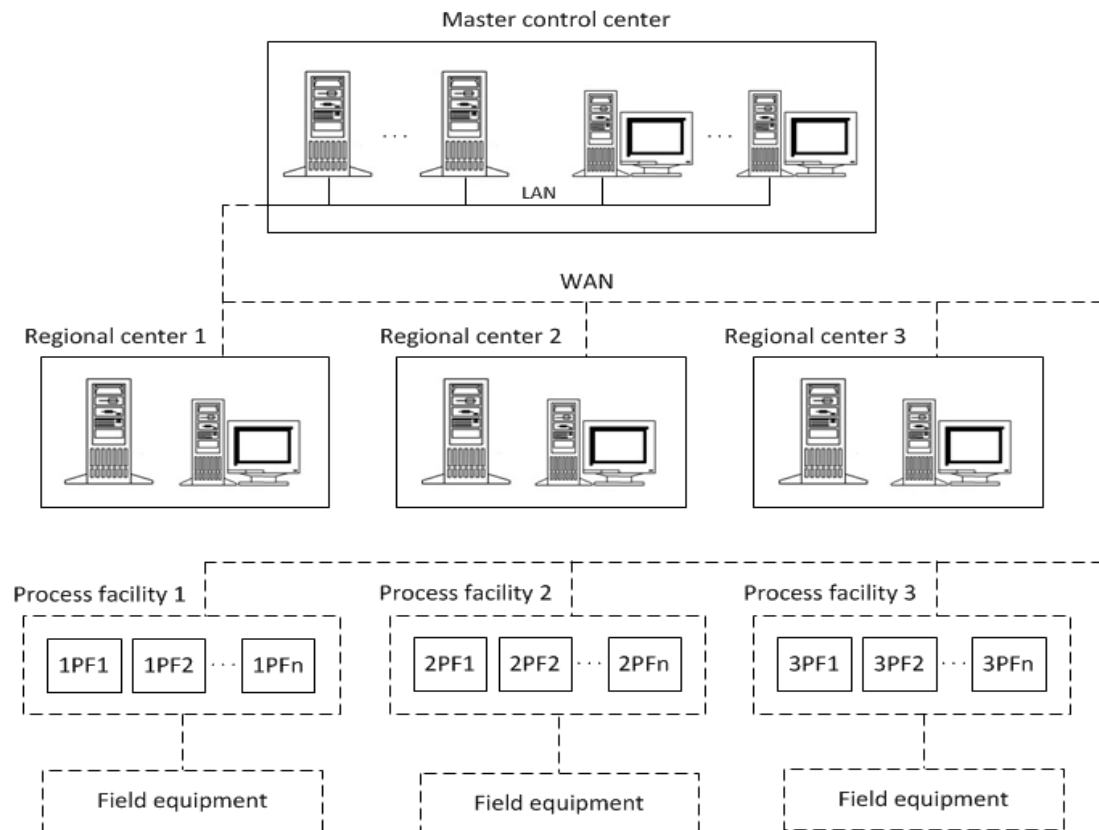 Master control center
... ...
LAN
WAN
Regional center 1 Regional center 2 Regional center 3
Process facility 1 Process facility 2 Process facility 3
1PF1 1PF2 ... 1PFn 2PF1 2PF2 ... 2PFn 3PF1 3PF2 ... 3PFn
Field equipment Field equipment Field equipment